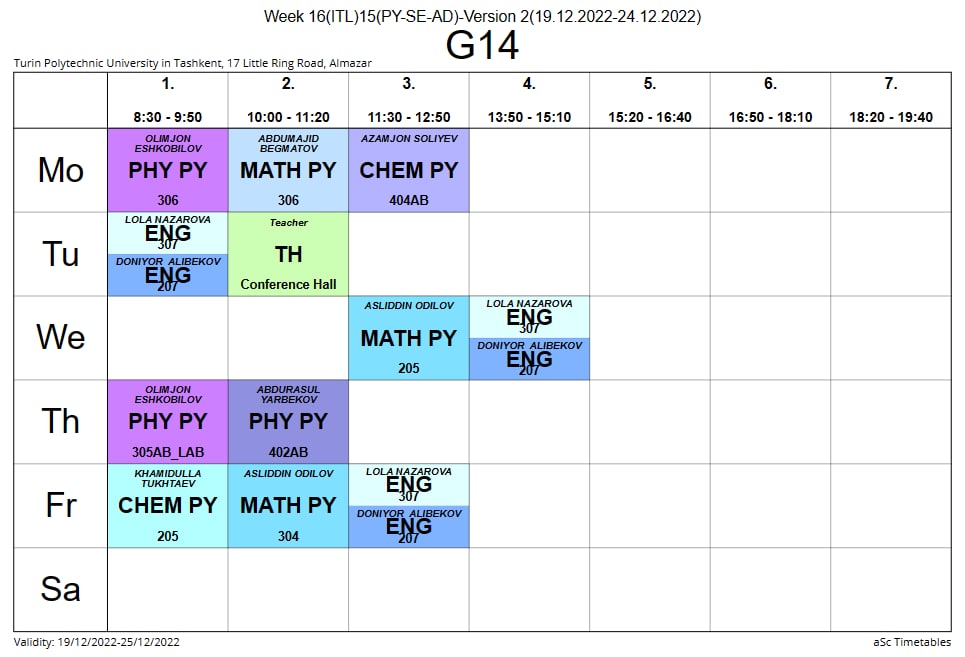 Week 16(ITL)15(PY-SE-AD)-Version 2(19.12.2022-24.12.2022)
G14
Turin Polytechnic University in Tashkent, 17 Little Ring Road, Almazar
1. 2. 3. 4. 5. 6. 7.
8:30 - 9:50 10:00 - 11:20 11:30 - 12:50 13:50 - 15:10 15:20 - 16:40 16:50 - 18:10 18:20 - 19:40
Mo
OLIMJON
ESHKOBILOV
PHY PY
306
ABDUMAJID
BEGMATOV
MATH PY
306
AZAMJON SOLIYEV
CHEM PY
404AB
Tu
LOLA NAZAROVA
ENG
307
DONIYOR ALIBEKOV
ENG
207
Teacher
TH
Conference Hall
We
ASLIDDIN ODILOV
MATH PY
205
LOLA NAZAROVA
ENG
307
DONIYOR ALIBEKOV
ENG
207
Th
OLIMJON
ESHKOBILOV
PHY PY
305AB_LAB
ABDURASUL
YARBEKOV
PHY PY
402AB
Fr
KHAMIDULLA
TUKHTAEV
CHEM PY
205
ASLIDDIN ODILOV
MATH PY
304
LOLA NAZAROVA
ENG
307
DONIYOR ALIBEKOV
ENG
207
Sa
Validity: 19/12/2022-25/12/2022
aSc Timetables